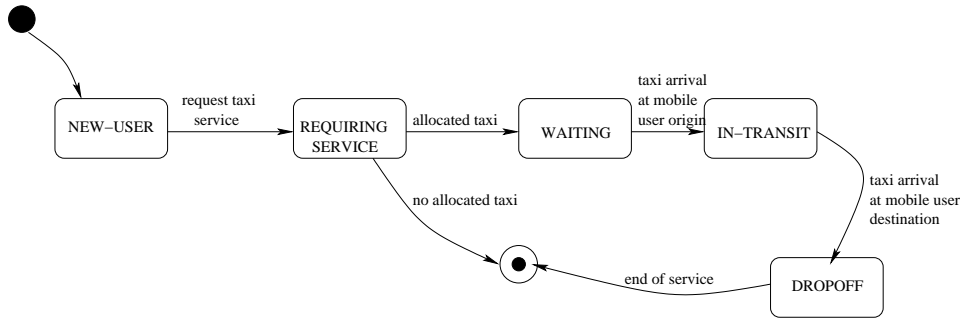 NEW−USER
request taxi
service
REQUIRING
SERVICE
allocated taxi
WAITING
taxi arrival
at mobile
user origin
IN−TRANSIT
taxi arrival
at mobile user
destination
no allocated taxi
end of service
DROPOFF